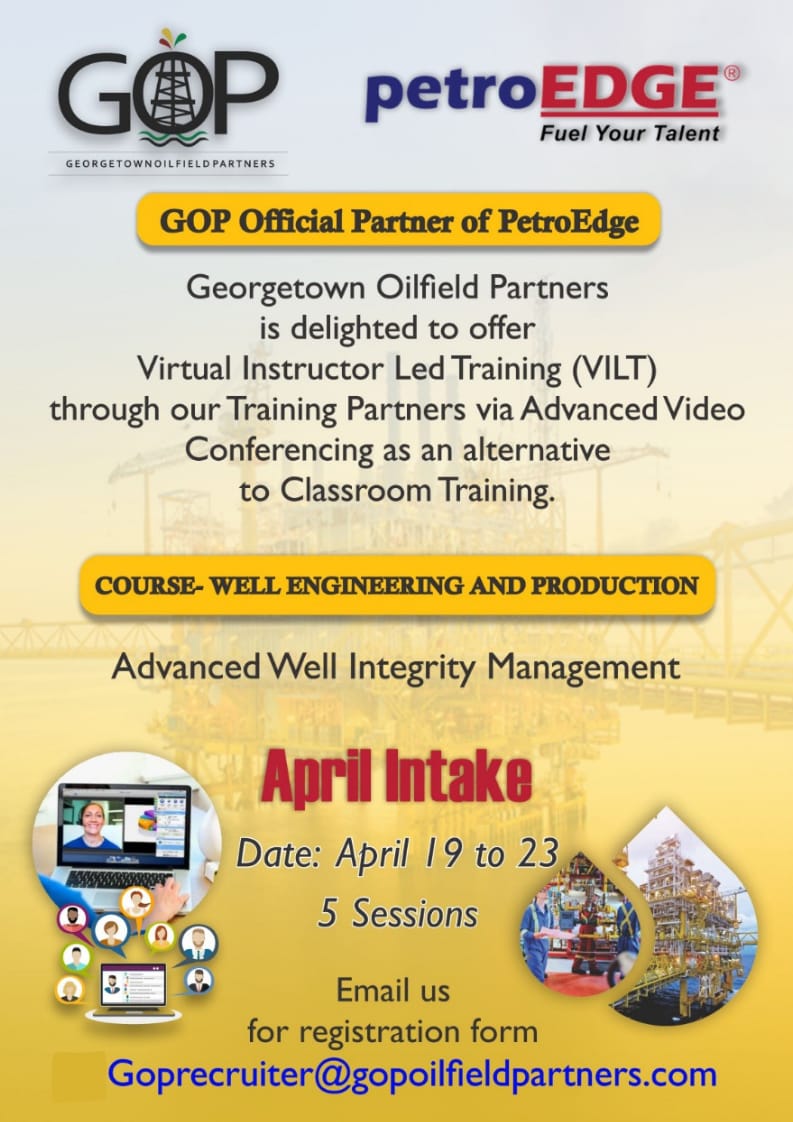 GOP
GEORGETOWNOILFIELDPARTNERS
petroEDGE®
Fuel Your Talent
GOP Official Partner of PetroEdge
Georgetown Oilfield Partners
is delighted to offer
Virtual Instructor Led Training (VILT)
through our Training Partners via Advanced Video
Conferencing as an alternative
to Classroom Training.
COURSE- WELL ENGINEERING AND PRODUCTION
Advanced Well Integrity Management
April Intake
Date: April 19 to 23
5 Sessions
Email us
for registration form
Goprecruiter@gopoilfieldpartners.com